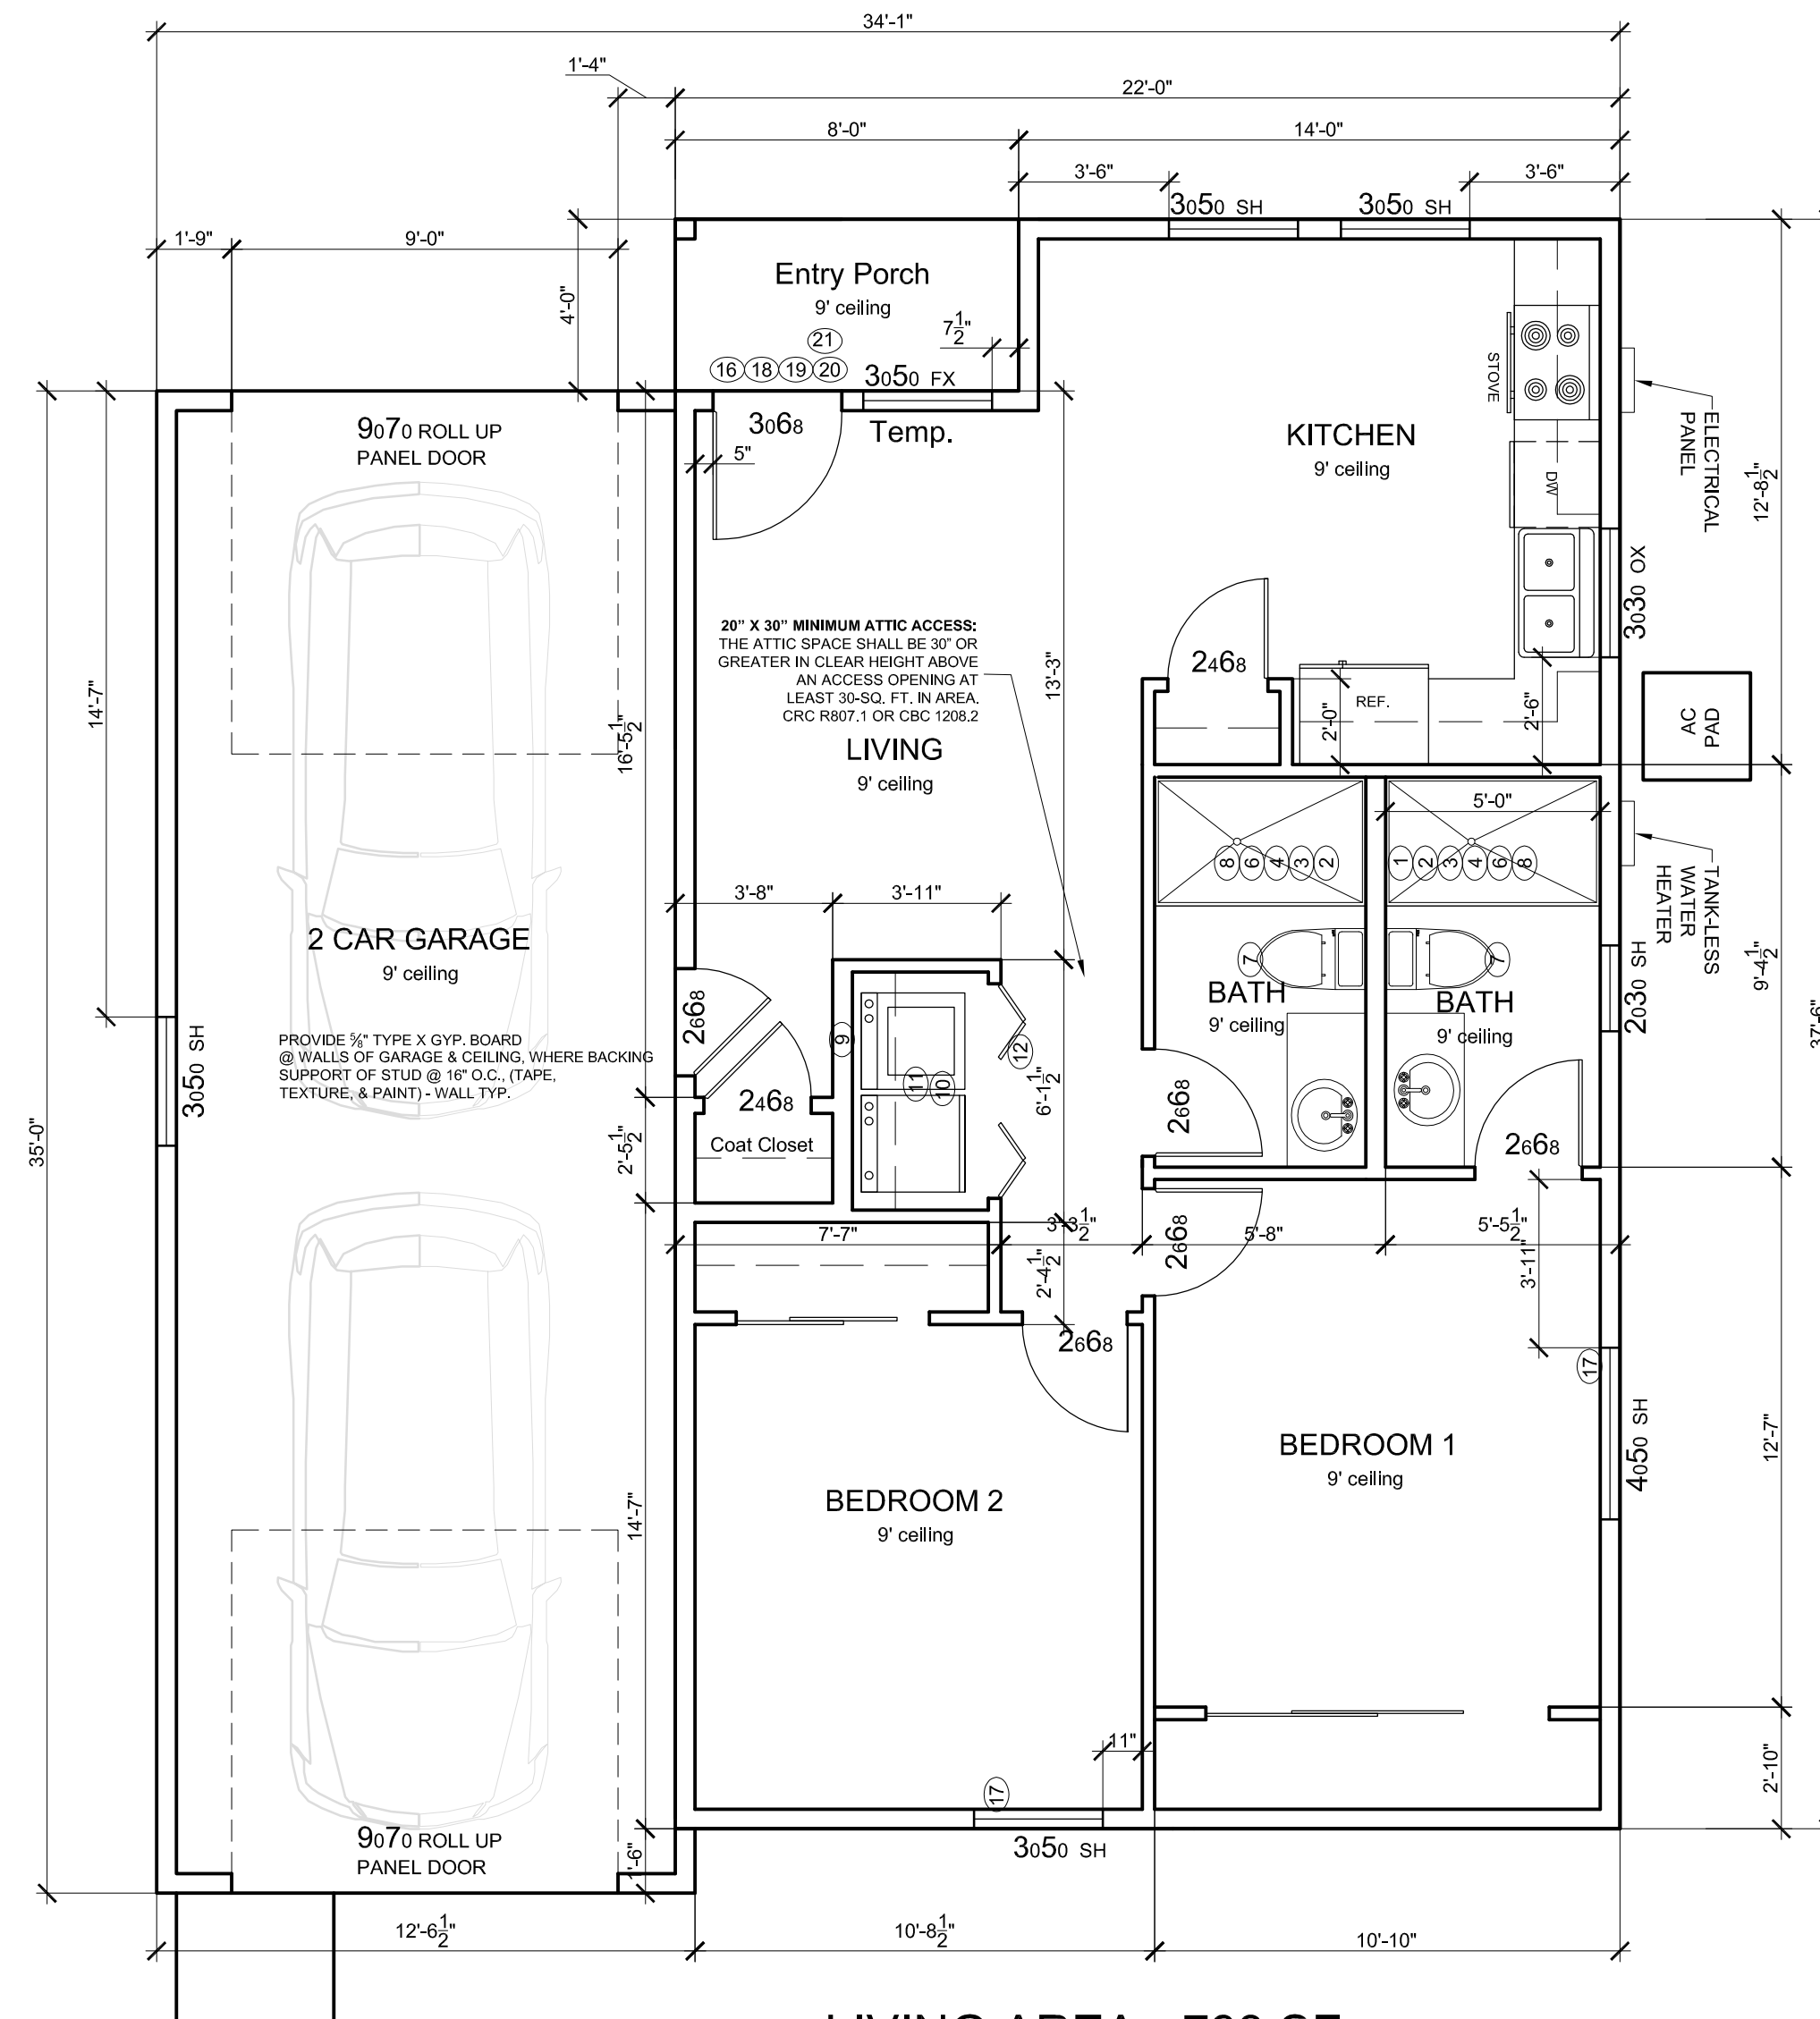 34'-1"
1'-4"
22'-0"
8'-0"
14'-0"
3'-6"
3'-6"
3050 SH
3050 SH
1'-9"
9'-0"
4'-0"
Entry Porch
9' ceiling
7 1/2"
21
16 18 19 20
3050 FX
9070 ROLL UP
PANEL DOOR
3068
Temp.
5"
KITCHEN
9' ceiling
STOVE
DW
ELECTRICAL
PANEL
12'-8 1/2"
3030 OX
20” X 30” MINIMUM ATTIC ACCESS:
THE ATTIC SPACE SHALL BE 30” OR
GREATER IN CLEAR HEIGHT ABOVE
AN ACCESS OPENING AT
LEAST 30-SQ. FT. IN AREA.
CRC R807.1 OR CBC 1208.2
13'-3"
2468
REF.
2'-0"
2'-6"
PAD
AC
14'-7"
16'-5 1/2"
LIVING
9' ceiling
5'-0"
8 6 4 3 2
1 2 3 4 6 8
TANK-LESS
WATER
HEATER
3'-8"
3'-11"
2 CAR GARAGE
9' ceiling
7
7
BATH
9' ceiling
BATH
9' ceiling
2030 SH
9'-4 1/2"
37'-6"
2668
9
12
11 10
3050 SH
PROVIDE ⅝" TYPE X GYP. BOARD
@ WALLS OF GARAGE & CEILING, WHERE BACKING
SUPPORT OF STUD @ 16" O.C., (TAPE,
TEXTURE, & PAINT) - WALL TYP.
35'-0"
2468
Coat Closet
2'-5 1/2"
6'-1 1/2"
2668
2668
7'-7"
3'-3 1/2"
2668
5'-8"
5'-5 1/2"
2'-4 1/2"
3'-11"
2668
17
BEDROOM 1
9' ceiling
4050 SH
12'-7"
BEDROOM 2
9' ceiling
14'-7"
11"
17
2'-10"
3050 SH
9070 ROLL UP
PANEL DOOR
1'-6"
12'-6 1/2"
10'-8 1/2"
10'-10"